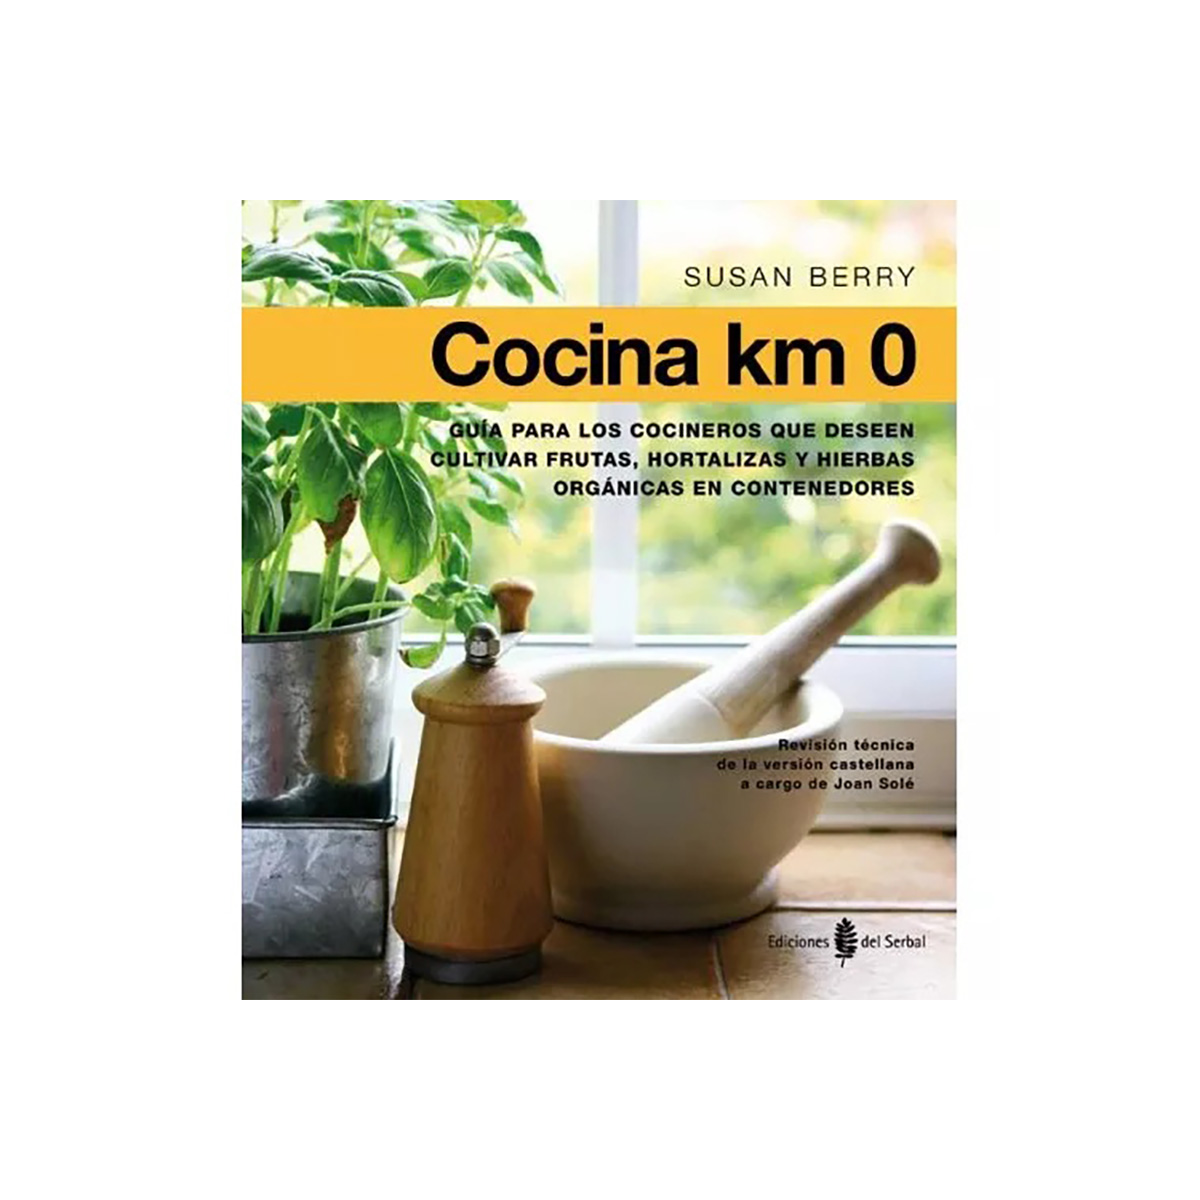 SUSAN BERRY
Cocina km 0
GUÍA PARA LOS COCINEROS QUE DESEEN
CULTIVAR FRUTAS, HORTALIZAS Y HIERBAS
ORGÁNICAS EN CONTENEDORES
Revisión técnica
de la versión castellana
a cargo de Joan Solé
Ediciones del Serbal